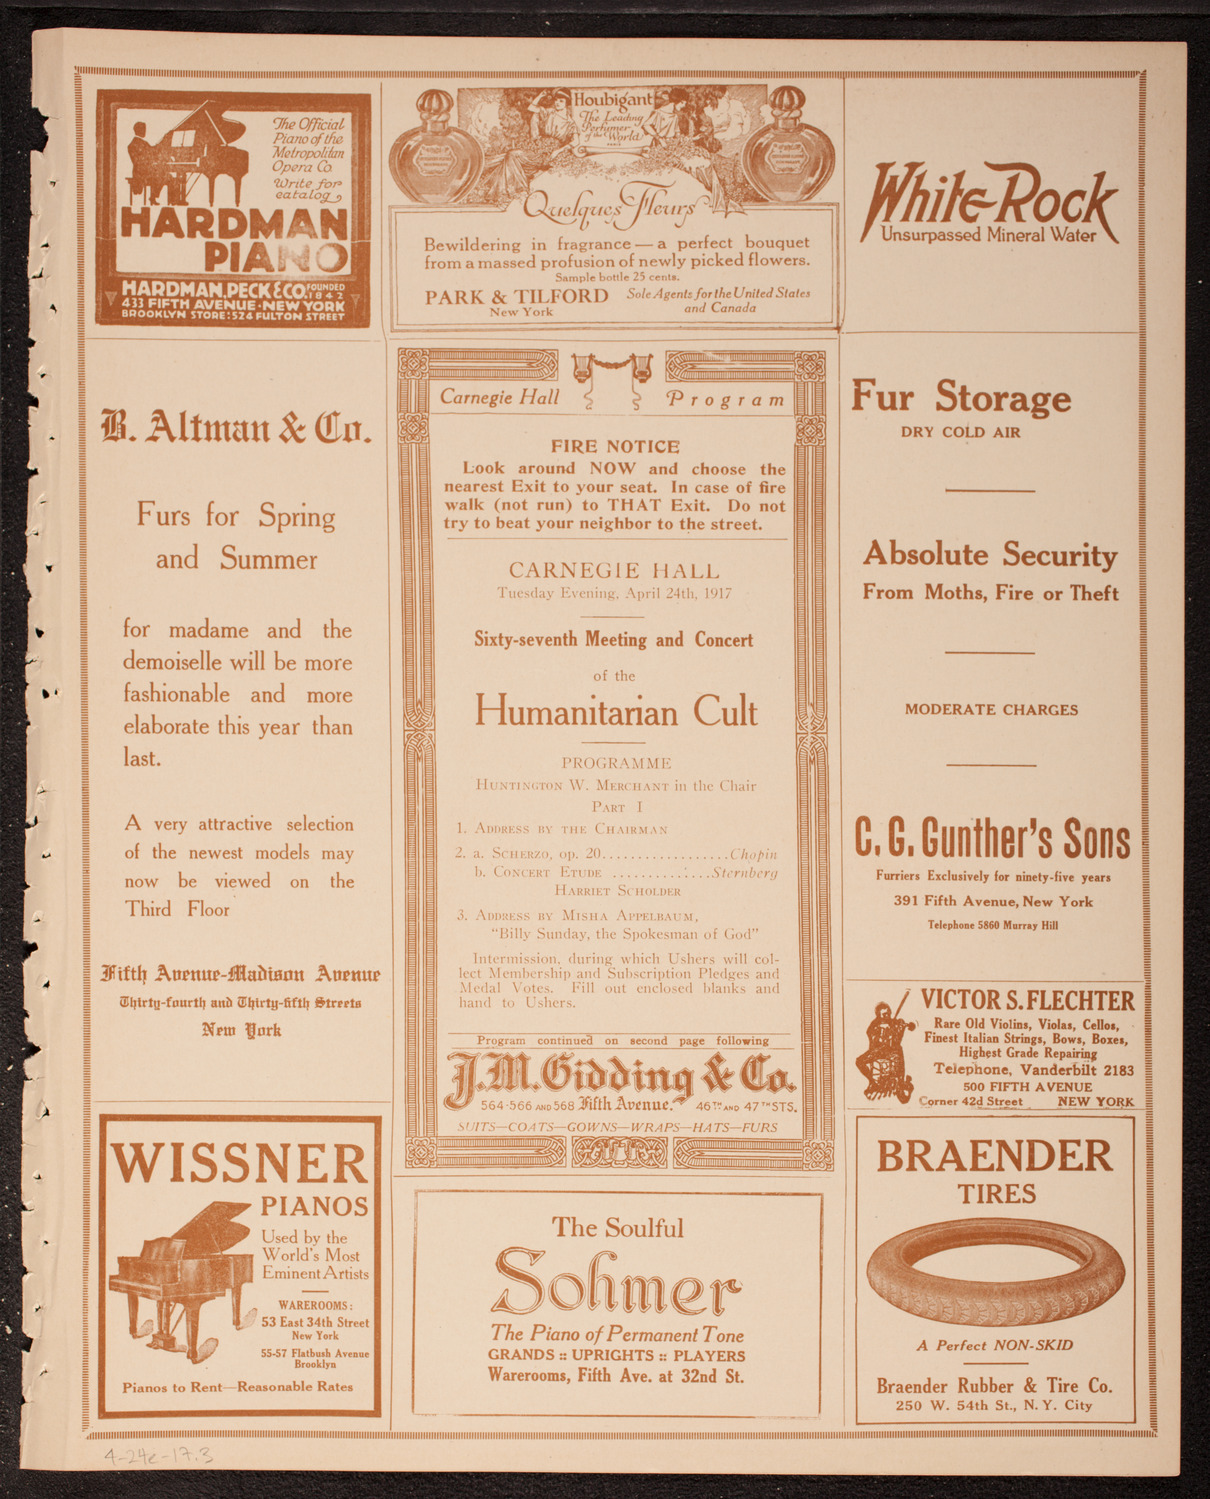 The Official
Piano of the
Metropolitan
Opera Co.
Write for
catalog
HARDMAN
PIANO
HARDMAN, PECK & CO. FOUNDED 1842
433 FIFTH AVENUE · NEW YORK
BROOKLYN STORE: 524 FULTON STREET
Houbigant
The Leading
Perfumer
of the World
PARIS
Quelques Fleurs
Bewildering in fragrance — a perfect bouquet
from a massed profusion of newly picked flowers.
Sample bottle 25 cents.
PARK & TILFORD
New York
Sole Agents for the United States
and Canada
White Rock
Unsurpassed Mineral Water
B. Altman & Co.
Furs for Spring
and Summer
for madame and the
demoiselle will be more
fashionable and more
elaborate this year than
last.
A very attractive selection
of the newest models may
now be viewed on the
Third Floor
Fifth Avenue-Madison Avenue
Thirty-fourth and Thirty-fifth Streets
New York
Carnegie Hall Program
FIRE NOTICE
Look around NOW and choose the
nearest Exit to your seat. In case of fire
walk (not run) to THAT Exit. Do not
try to beat your neighbor to the street.
CARNEGIE HALL
Tuesday Evening, April 24th, 1917
Sixty-seventh Meeting and Concert
of the
Humanitarian Cult
PROGRAMME
HUNTINGTON W. MERCHANT in the Chair
PART I
1. ADDRESS BY THE CHAIRMAN
2. a. SCHERZO, op. 20..................Chopin
b. CONCERT ETUDE ..............Sternberg
HARRIET SCHOLDER
3. ADDRESS BY MISHA APPELBAUM,
"Billy Sunday, the Spokesman of God"
Intermission, during which Ushers will col-
lect Membership and Subscription Pledges and
Medal Votes. Fill out enclosed blanks and
hand to Ushers.
Program continued on second page following
J.M. Gidding & Co.
564-566 AND 568 Fifth Avenue. 46TH AND 47TH STS.
SUITS—COATS—GOWNS—WRAPS—HATS—FURS
Fur Storage
DRY COLD AIR
Absolute Security
From Moths, Fire or Theft
MODERATE CHARGES
C. G. Gunther's Sons
Furriers Exclusively for ninety-five years
391 Fifth Avenue, New York
Telephone 5860 Murray Hill
VICTOR S. FLECHTER
Rare Old Violins, Violas, Cellos,
Finest Italian Strings, Bows, Boxes,
Highest Grade Repairing
Telephone, Vanderbilt 2183
500 FIFTH AVENUE
Corner 42d Street NEW YORK
WISSNER
PIANOS
Used by the
World's Most
Eminent Artists
WAREROOMS:
53 East 34th Street
New York
55-57 Flatbush Avenue
Brooklyn
Pianos to Rent—Reasonable Rates
The Soulful
Sohmer
The Piano of Permanent Tone
GRANDS :: UPRIGHTS :: PLAYERS
Warerooms, Fifth Ave. at 32nd St.
BRAENDER
TIRES
A Perfect NON-SKID
Braender Rubber & Tire Co.
250 W. 54th St., N. Y. City
4-24e-17.3